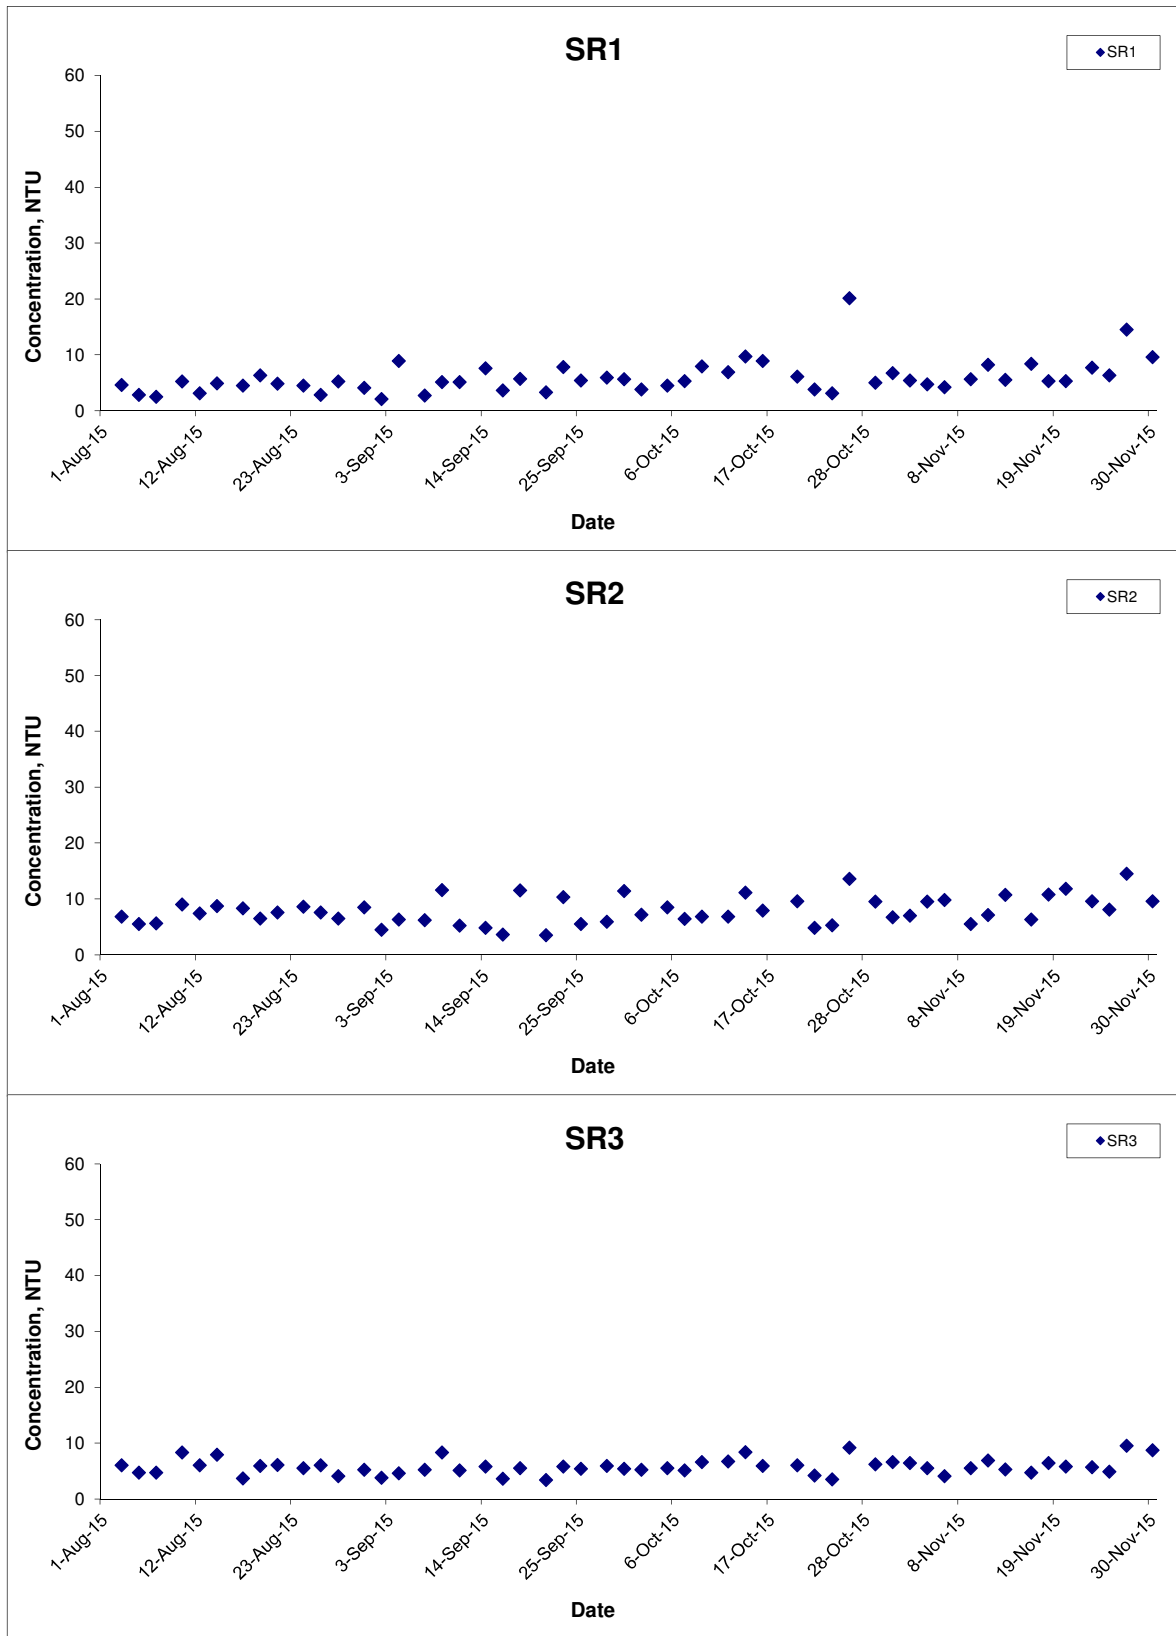 SR1
SR1
Concentration, NTU
60
50
40
30
20
10
0
1-Aug-15
12-Aug-15
23-Aug-15
3-Sep-15
14-Sep-15
25-Sep-15
6-Oct-15
17-Oct-15
28-Oct-15
8-Nov-15
19-Nov-15
30-Nov-15
Date
SR2
SR2
Concentration, NTU
60
50
40
30
20
10
0
1-Aug-15
12-Aug-15
23-Aug-15
3-Sep-15
14-Sep-15
25-Sep-15
6-Oct-15
17-Oct-15
28-Oct-15
8-Nov-15
19-Nov-15
30-Nov-15
Date
SR3
SR3
Concentration, NTU
60
50
40
30
20
10
0
1-Aug-15
12-Aug-15
23-Aug-15
3-Sep-15
14-Sep-15
25-Sep-15
6-Oct-15
17-Oct-15
28-Oct-15
8-Nov-15
19-Nov-15
30-Nov-15
Date